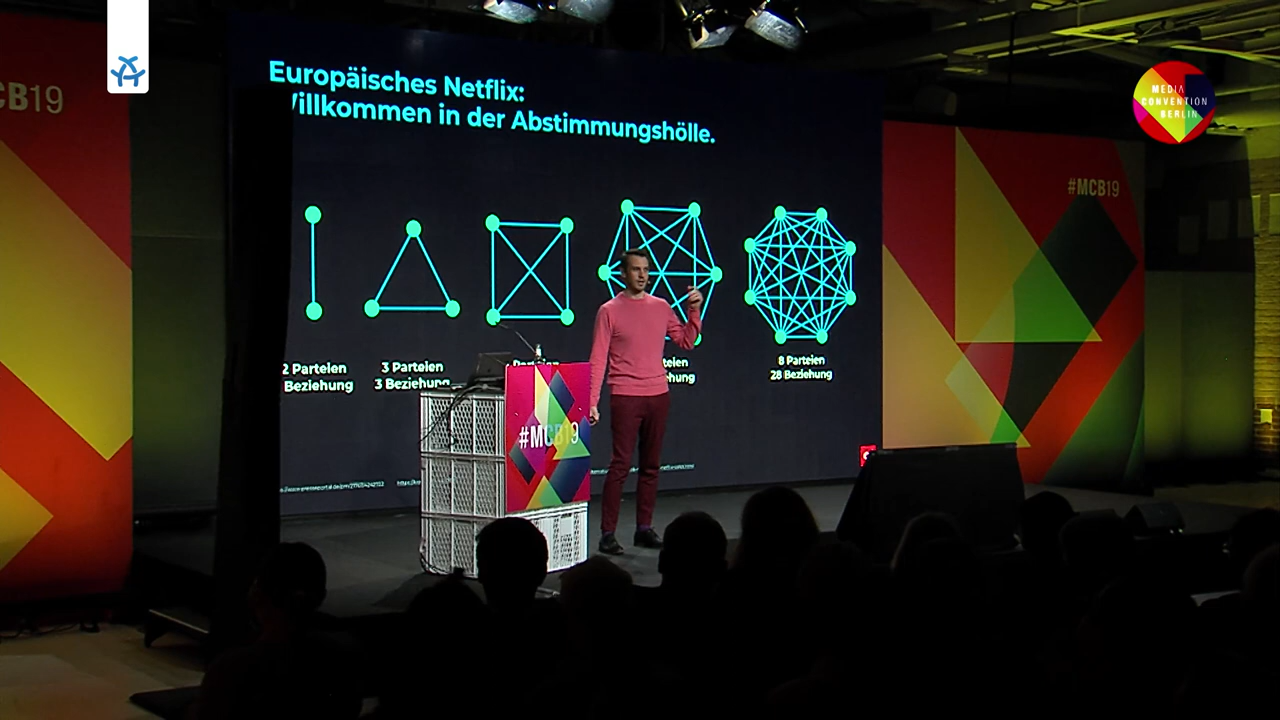 CB19
Europäisches Netflix:
Willkommen in der Abstimmungshölle.
MEDIA
CONVENTION
BERLIN
#MCB19
2 Parteien
Beziehung
3 Parteien
3 Beziehung
8 Parteien
28 Beziehung
#MCB19